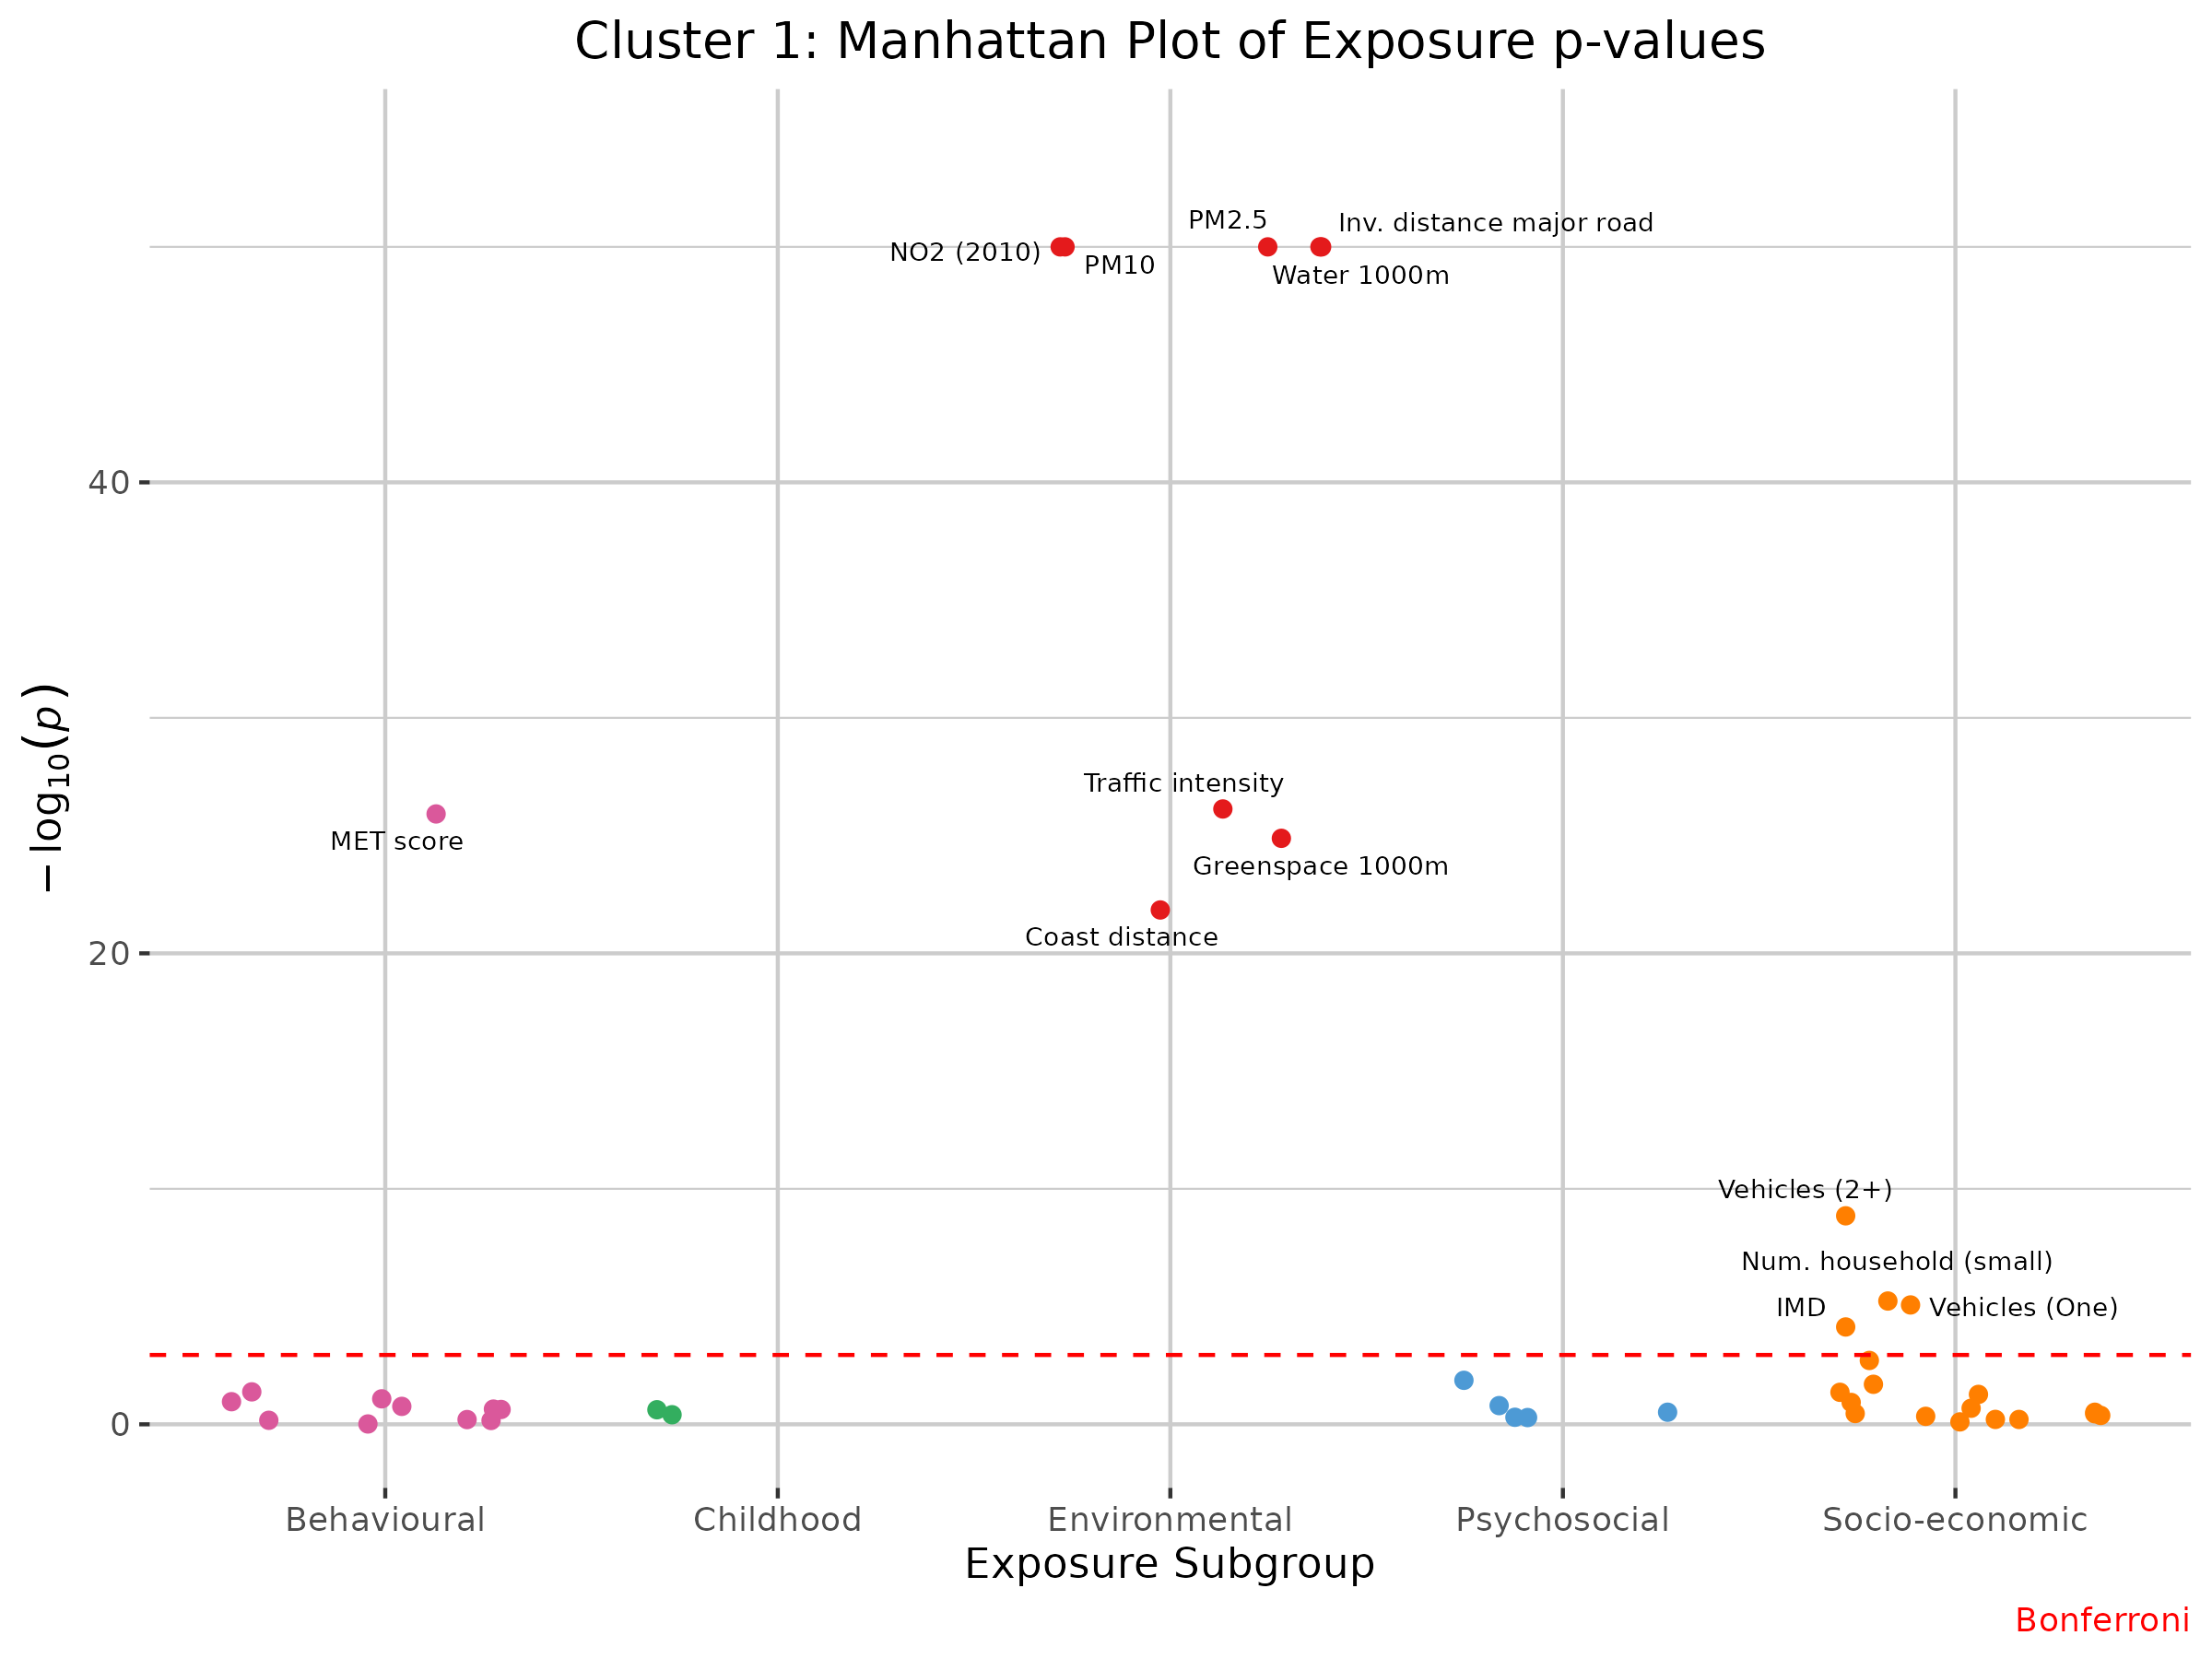 Cluster 1: Manhattan Plot of Exposure p-values
PM2.5
Inv. distance major road
NO2 (2010)
PM10
Water 1000m
40
Traffic intensity
MET score
Greenspace 1000m
Coast distance
20
Vehicles (2+)
Num. household (small)
IMD
Vehicles (One)
0
−log₁₀(p)
Behavioural
Childhood
Environmental
Psychosocial
Socio-economic
Exposure Subgroup
Bonferroni